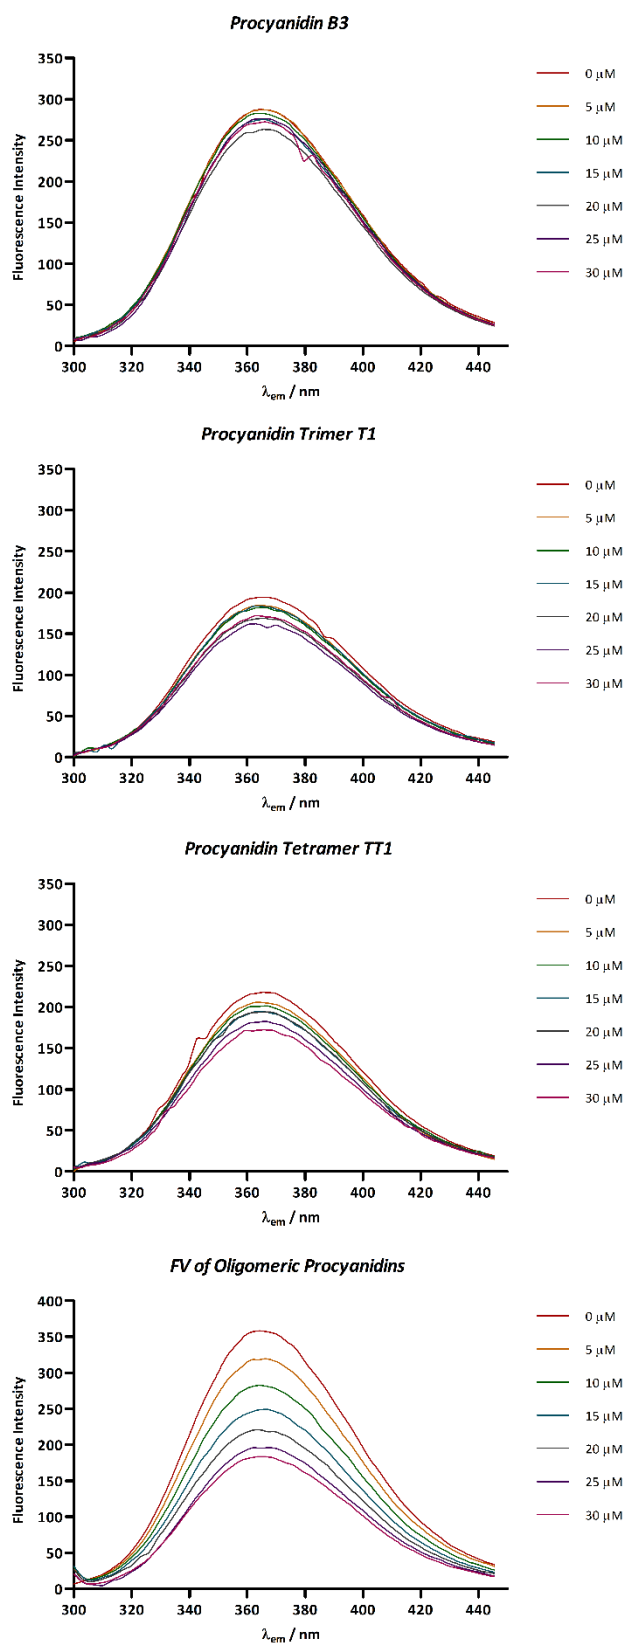 Procyanidin B3
350
300
250
200
150
100
50
0
Fluorescence Intensity
300 320 340 360 380 400 420 440
λem / nm
0 µM
5 µM
10 µM
15 µM
20 µM
25 µM
30 µM
Procyanidin Trimer T1
350
300
250
200
150
100
50
0
Fluorescence Intensity
300 320 340 360 380 400 420 440
λem / nm
0 µM
5 µM
10 µM
15 µM
20 µM
25 µM
30 µM
Procyanidin Tetramer TT1
350
300
250
200
150
100
50
0
Fluorescence Intensity
300 320 340 360 380 400 420 440
λem / nm
0 µM
5 µM
10 µM
15 µM
20 µM
25 µM
30 µM
FV of Oligomeric Procyanidins
400
350
300
250
200
150
100
50
0
Fluorescence Intensity
300 320 340 360 380 400 420 440
λem / nm
0 µM
5 µM
10 µM
15 µM
20 µM
25 µM
30 µM